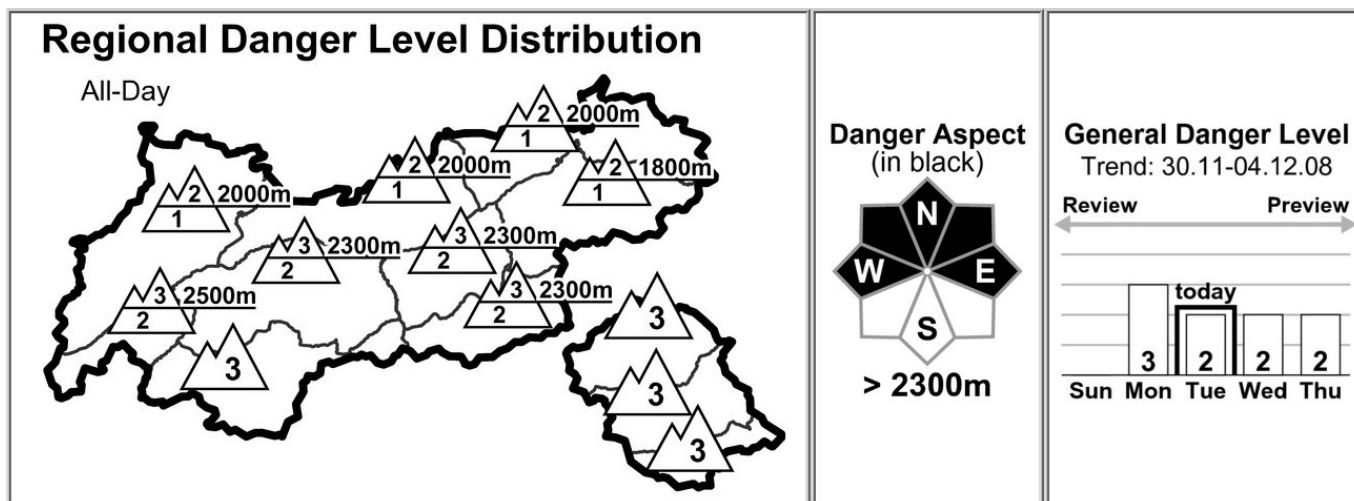 Regional Danger Level Distribution
All-Day
2 2000m
1
2 2000m
1
2 1800m
1
2 2000m
1
3 2300m
2
3 2300m
2
3 2500m
2
3 2300m
2
3
3
3
3
Danger Aspect
(in black)
N
W E
S
> 2300m
General Danger Level
Trend: 30.11-04.12.08
Review Preview
today
3 2 2 2
Sun Mon Tue Wed Thu